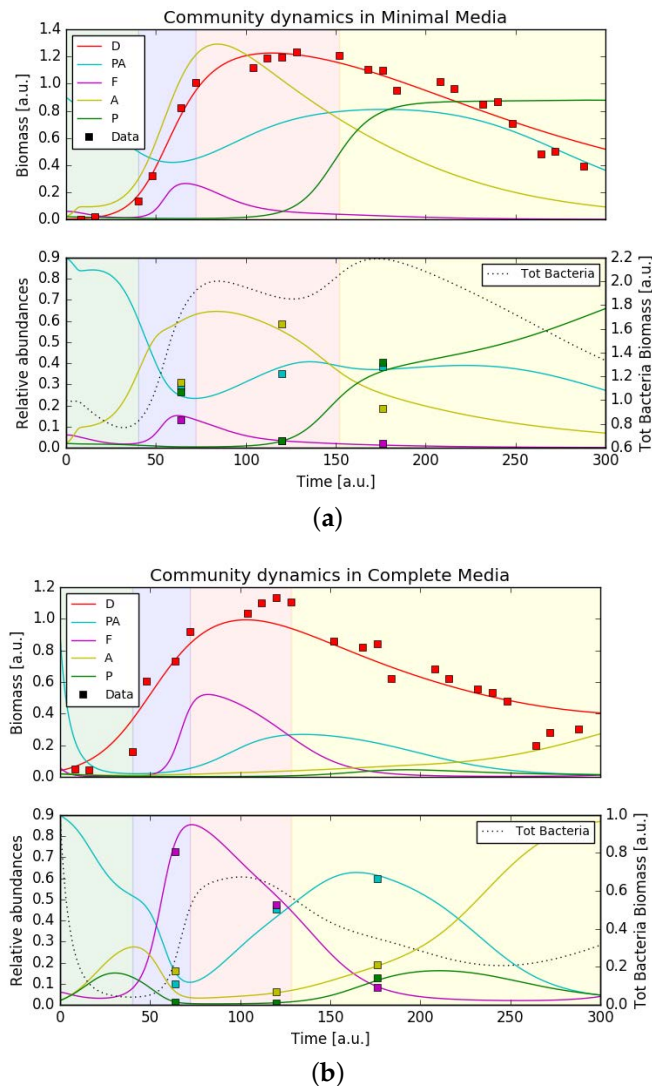 Community dynamics in Minimal Media
Biomass [a.u.]
1.4
1.2
1.0
0.8
0.6
0.4
0.2
0.0
D
PA
F
A
P
Data
Relative abundances
0.9
0.8
0.7
0.6
0.5
0.4
0.3
0.2
0.1
0.0
Tot Bacteria
2.2
2.0
1.8
1.6
1.4
1.2
1.0
0.8
0.6
Tot Bacteria Biomass [a.u.]
0 50 100 150 200 250 300
Time [a.u.]
(a)
Community dynamics in Complete Media
Biomass [a.u.]
1.2
1.0
0.8
0.6
0.4
0.2
0.0
D
PA
F
A
P
Data
Relative abundances
0.9
0.8
0.7
0.6
0.5
0.4
0.3
0.2
0.1
0.0
Tot Bacteria
1.0
0.8
0.6
0.4
0.2
0.0
Tot Bacteria Biomass [a.u.]
0 50 100 150 200 250 300
Time [a.u.]
(b)